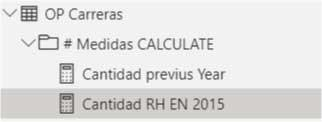 OP Carreras
# Medidas CALCULATE
Cantidad previus Year
Cantidad RH EN 2015